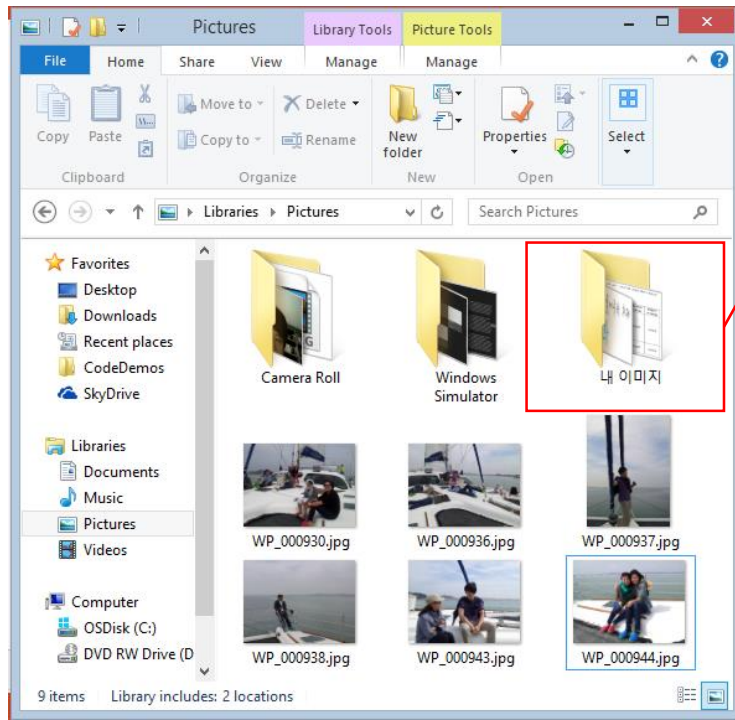 Pictures
Library Tools
Picture Tools
File
Home
Share
View
Manage
Manage
Copy
Paste
Move to
Copy to
Delete
Rename
New folder
Properties
Select
Clipboard
Organize
New
Open
Libraries
Pictures
Search Pictures
Favorites
Desktop
Downloads
Recent places
CodeDemos
SkyDrive
Libraries
Documents
Music
Pictures
Videos
Computer
OSDisk (C:)
DVD RW Drive (D
Camera Roll
Windows
Simulator
내 이미지
WP_000930.jpg
WP_000936.jpg
WP_000937.jpg
WP_000938.jpg
WP_000943.jpg
WP_000944.jpg
9 items
Library includes: 2 locations